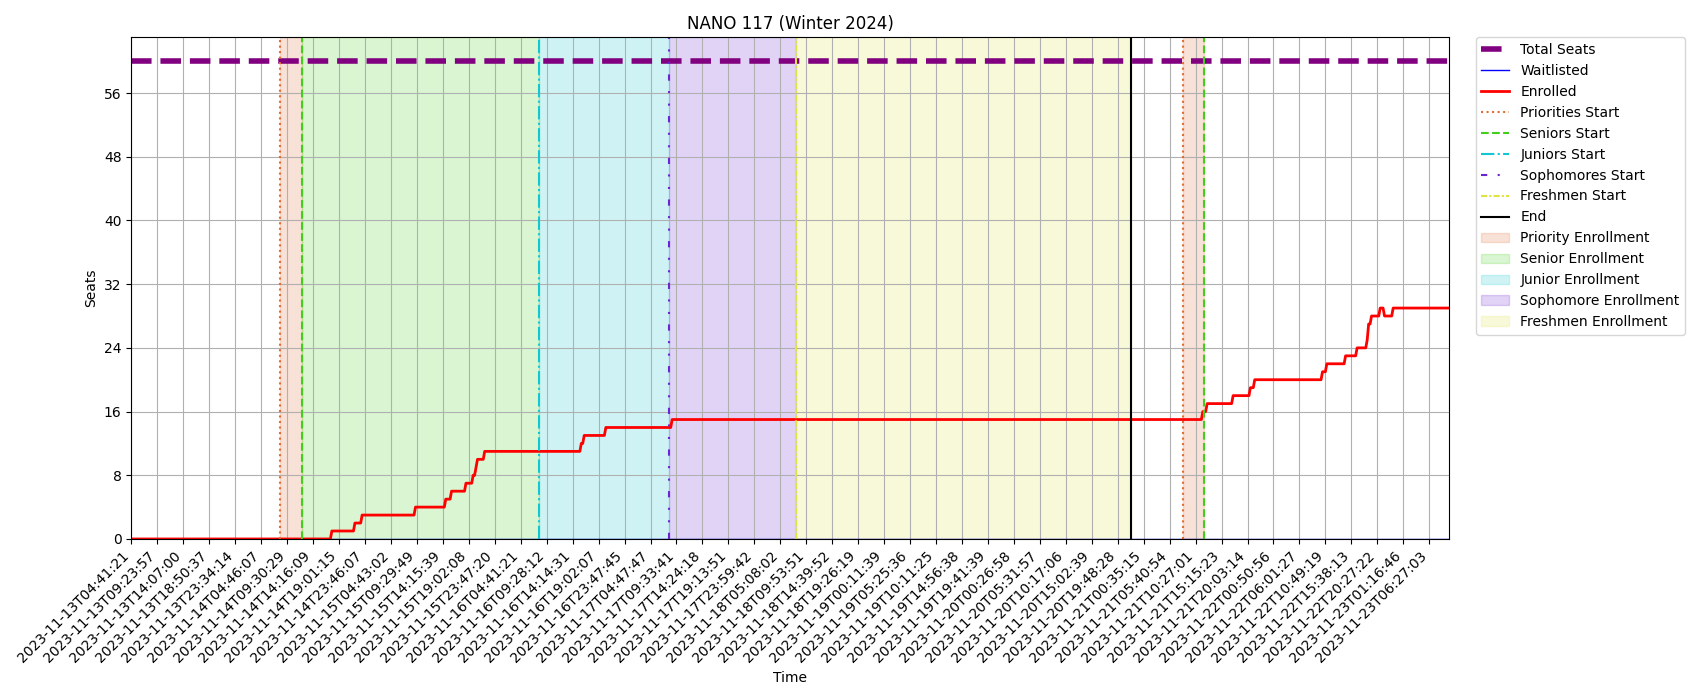 NANO 117 (Winter 2024)
Total Seats
Waitlisted
Enrolled
Priorities Start
Seniors Start
Juniors Start
Sophomores Start
Freshmen Start
End
Priority Enrollment
Senior Enrollment
Junior Enrollment
Sophomore Enrollment
Freshmen Enrollment
Seats
56
48
40
32
24
16
8
0
2023-11-13T04:41:21
2023-11-13T09:23:57
2023-11-13T14:07:00
2023-11-13T18:50:37
2023-11-13T23:34:14
2023-11-14T04:46:07
2023-11-14T09:30:29
2023-11-14T14:16:09
2023-11-14T19:01:15
2023-11-14T23:46:07
2023-11-15T04:43:02
2023-11-15T09:29:49
2023-11-15T14:15:39
2023-11-15T19:02:08
2023-11-15T23:47:20
2023-11-16T04:41:21
2023-11-16T09:28:12
2023-11-16T14:14:31
2023-11-16T19:02:07
2023-11-16T23:47:45
2023-11-17T04:47:47
2023-11-17T09:33:41
2023-11-17T14:24:18
2023-11-17T19:13:51
2023-11-17T23:59:42
2023-11-18T05:08:02
2023-11-18T09:53:51
2023-11-18T14:39:52
2023-11-18T19:26:19
2023-11-19T00:11:39
2023-11-19T05:25:36
2023-11-19T10:11:25
2023-11-19T14:56:38
2023-11-19T19:41:39
2023-11-20T00:26:58
2023-11-20T05:31:57
2023-11-20T10:17:06
2023-11-20T15:02:39
2023-11-20T19:48:28
2023-11-21T00:35:15
2023-11-21T05:40:54
2023-11-21T10:27:01
2023-11-21T15:15:23
2023-11-21T20:03:14
2023-11-22T00:50:56
2023-11-22T06:01:27
2023-11-22T10:49:19
2023-11-22T15:38:13
2023-11-22T20:27:22
2023-11-23T01:16:46
2023-11-23T06:27:03
Time